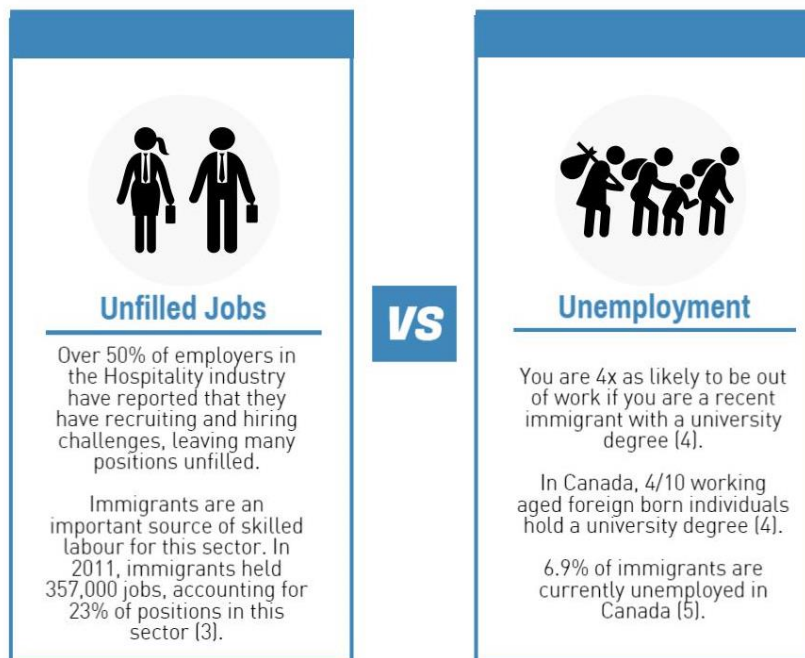 Unfilled Jobs
Over 50% of employers in
the Hospitality industry
have reported that they
have recruiting and hiring
challenges, leaving many
positions unfilled.
Immigrants are an
important source of skilled
labour for this sector. In
2011, immigrants held
357,000 jobs, accounting for
23% of positions in this
sector (3).
VS
Unemployment
You are 4x as likely to be out
of work if you are a recent
immigrant with a university
degree (4).
In Canada, 4/10 working
aged foreign born individuals
hold a university degree (4).
6.9% of immigrants are
currently unemployed in
Canada (5).